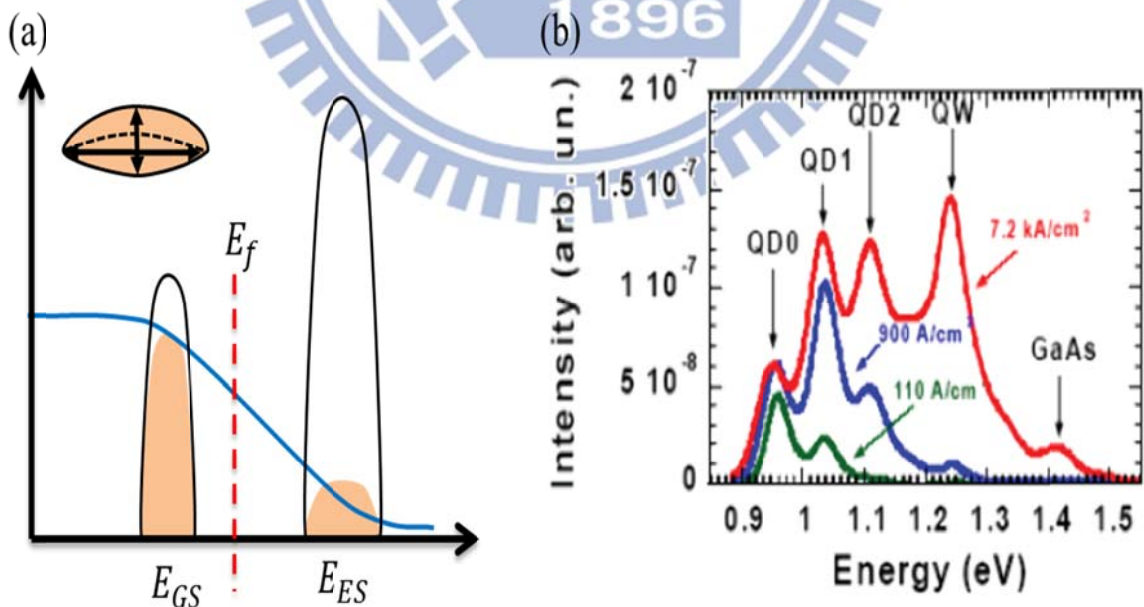 (a)
E_f
E_GS
E_ES
1896
(b)
Intensity (arb. un.)
2 10^-7
1.5 10^-7
1 10^-7
5 10^-8
0
QD0
QD1
QD2
QW
GaAs
7.2 kA/cm^2
900 A/cm
110 A/cm
0.9 1 1.1 1.2 1.3 1.4 1.5
Energy (eV)